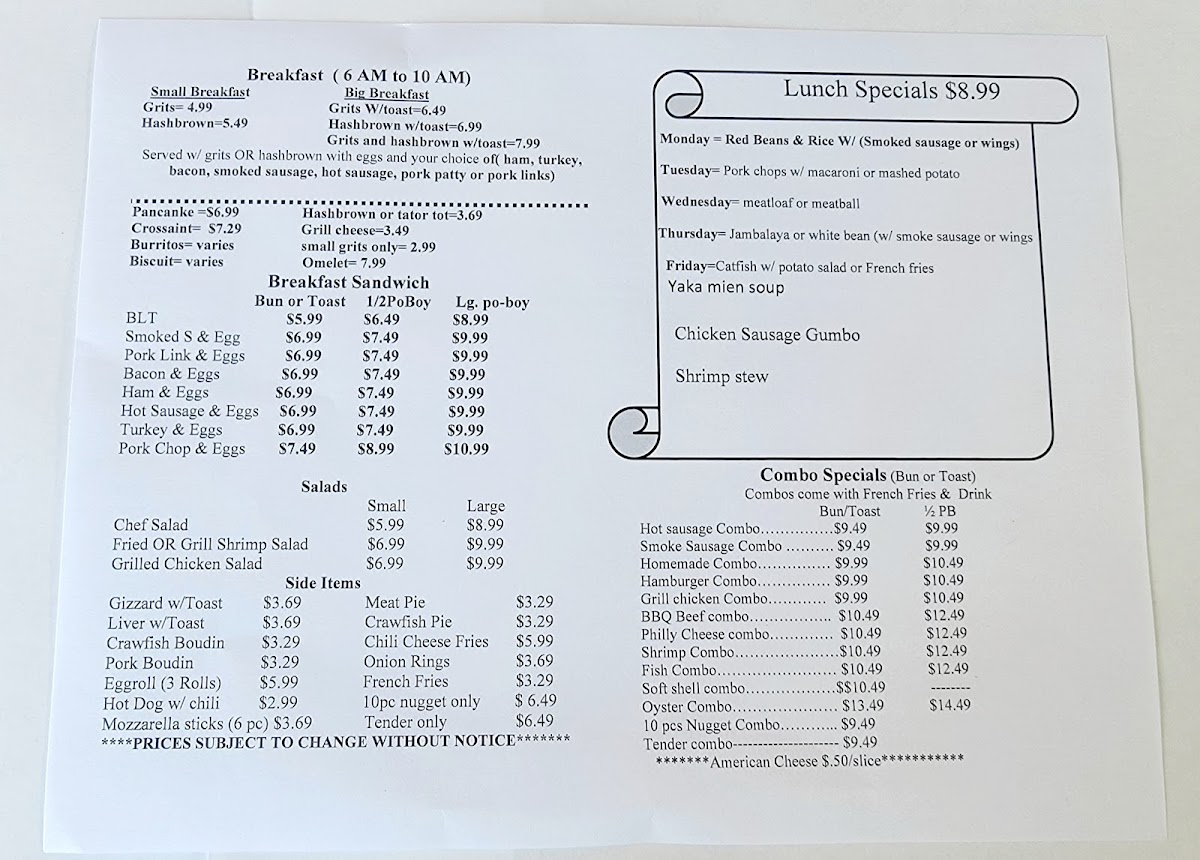 Breakfast ( 6 AM to 10 AM)
Small Breakfast Big Breakfast
Grits= 4.99 Grits W/toast=6.49
Hashbrown=5.49 Hashbrown w/toast=6.99
Grits and hashbrown w/toast=7.99
Served w/ grits OR hashbrown with eggs and your choice of( ham, turkey,
bacon, smoked sausage, hot sausage, pork patty or pork links)
Pancanke =$6.99 Hashbrown or tator tot=3.69
Crossaint= $7.29 Grill cheese=3.49
Burritos= varies small grits only= 2.99
Biscuit= varies Omelet= 7.99
Breakfast Sandwich
Bun or Toast 1/2PoBoy Lg. po-boy
BLT $5.99 $6.49 $8.99
Smoked S & Egg $6.99 $7.49 $9.99
Pork Link & Eggs $6.99 $7.49 $9.99
Bacon & Eggs $6.99 $7.49 $9.99
Ham & Eggs $6.99 $7.49 $9.99
Hot Sausage & Eggs $6.99 $7.49 $9.99
Turkey & Eggs $6.99 $7.49 $9.99
Pork Chop & Eggs $7.49 $8.99 $10.99
Salads
Small Large
Chef Salad $5.99 $8.99
Fried OR Grill Shrimp Salad $6.99 $9.99
Grilled Chicken Salad $6.99 $9.99
Side Items
Gizzard w/Toast $3.69 Meat Pie $3.29
Liver w/Toast $3.69 Crawfish Pie $3.29
Crawfish Boudin $3.29 Chili Cheese Fries $5.99
Pork Boudin $3.29 Onion Rings $3.69
Eggroll (3 Rolls) $5.99 French Fries $3.29
Hot Dog w/ chili $2.99 10pc nugget only $ 6.49
Mozzarella sticks (6 pc) $3.69 Tender only $6.49
****PRICES SUBJECT TO CHANGE WITHOUT NOTICE*******
Lunch Specials $8.99
Monday = Red Beans & Rice W/ (Smoked sausage or wings)
Tuesday= Pork chops w/ macaroni or mashed potato
Wednesday= meatloaf or meatball
Thursday= Jambalaya or white bean (w/ smoke sausage or wings
Friday=Catfish w/ potato salad or French fries
Yaka mien soup
Chicken Sausage Gumbo
Shrimp stew
Combo Specials (Bun or Toast)
Combos come with French Fries & Drink
Bun/Toast ½ PB
Hot sausage Combo.............$9.49 $9.99
Smoke Sausage Combo .......... $9.49 $9.99
Homemade Combo.............. $9.99 $10.49
Hamburger Combo.............. $9.99 $10.49
Grill chicken Combo............ $9.99 $10.49
BBQ Beef combo................. $10.49 $12.49
Philly Cheese combo............. $10.49 $12.49
Shrimp Combo.....................$10.49 $12.49
Fish Combo......................... $10.49 $12.49
Soft shell combo..................$$10.49 --------
Oyster Combo...................... $13.49 $14.49
10 pcs Nugget Combo........... $9.49
Tender combo--------------------- $9.49
*******American Cheese $.50/slice***********